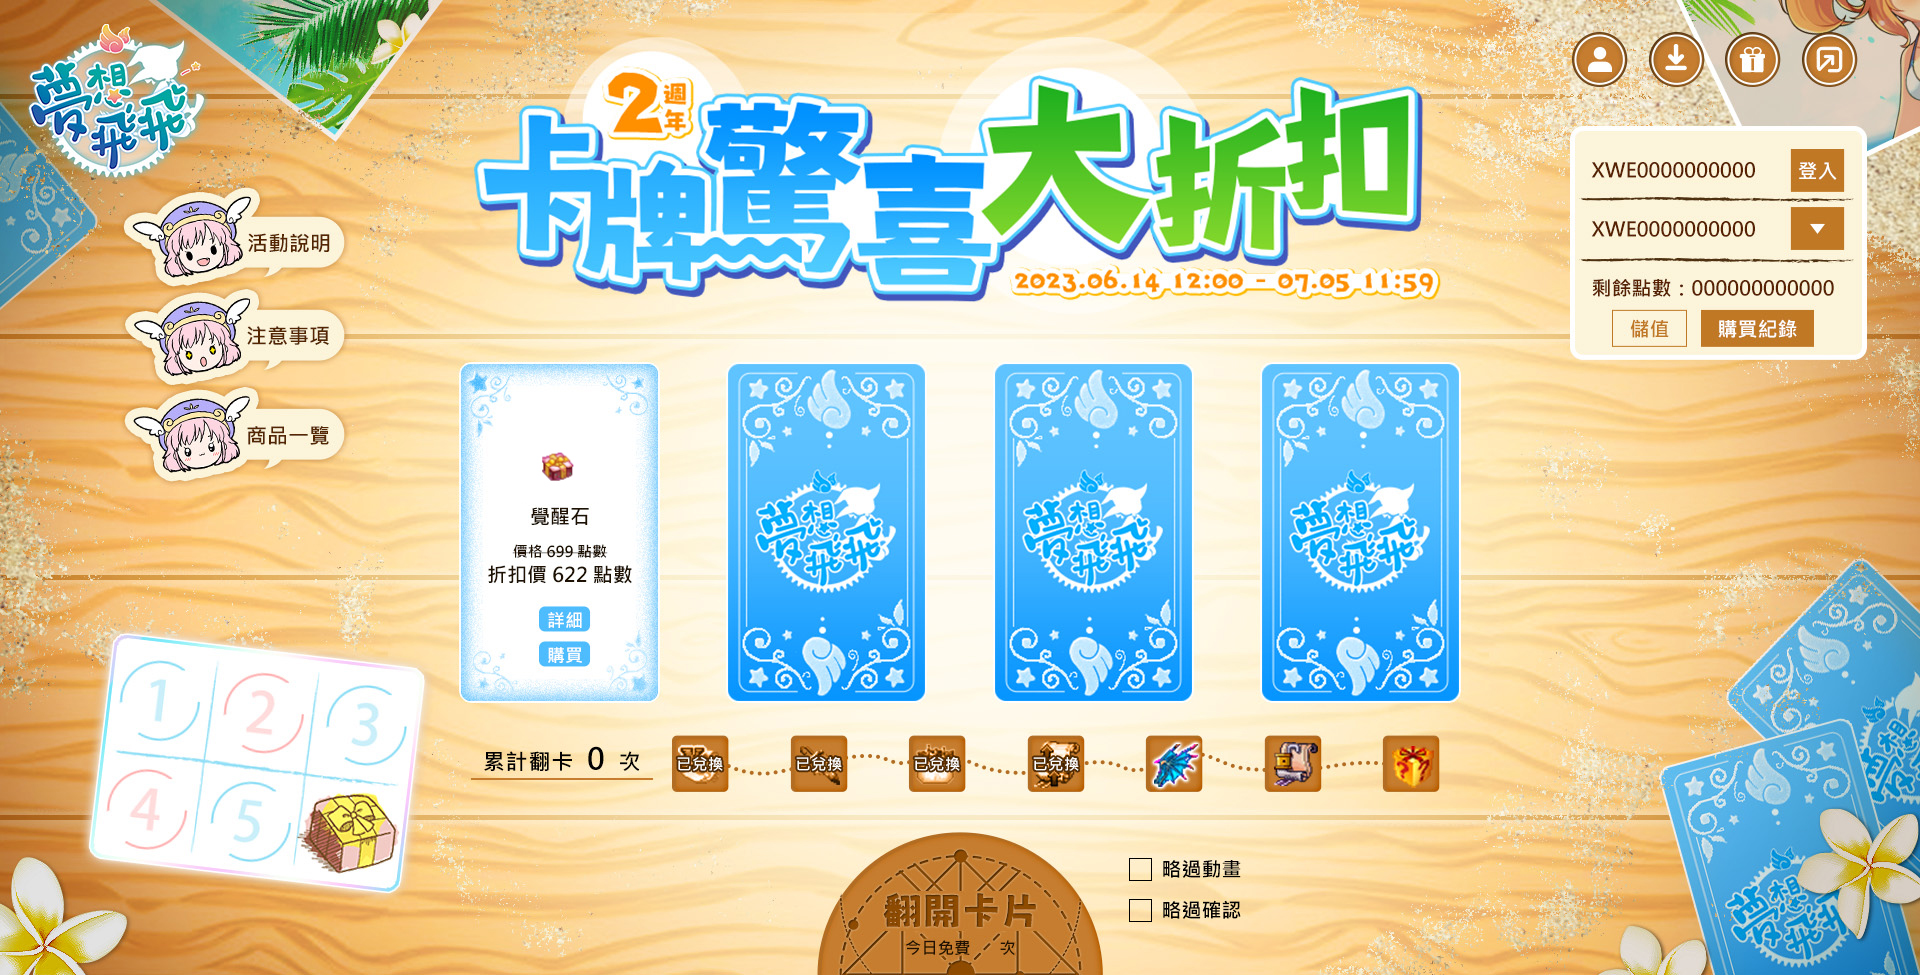 夢想飛飛
2週年
卡牌驚喜大折扣
2023.06.14 12:00 - 07.05 11:59
XWE0000000000
登入
XWE0000000000
剩餘點數：000000000000
儲值
購買紀錄
活動說明
注意事項
商品一覽
覺醒石
價格 699 點數
折扣價 622 點數
詳細
購買
夢想飛飛
夢想飛飛
夢想飛飛
1
2
3
4
5
累計翻卡 0 次
已兌換
已兌換
已兌換
已兌換
翻開卡片
今日免費 次
略過動畫
略過確認
夢想飛飛